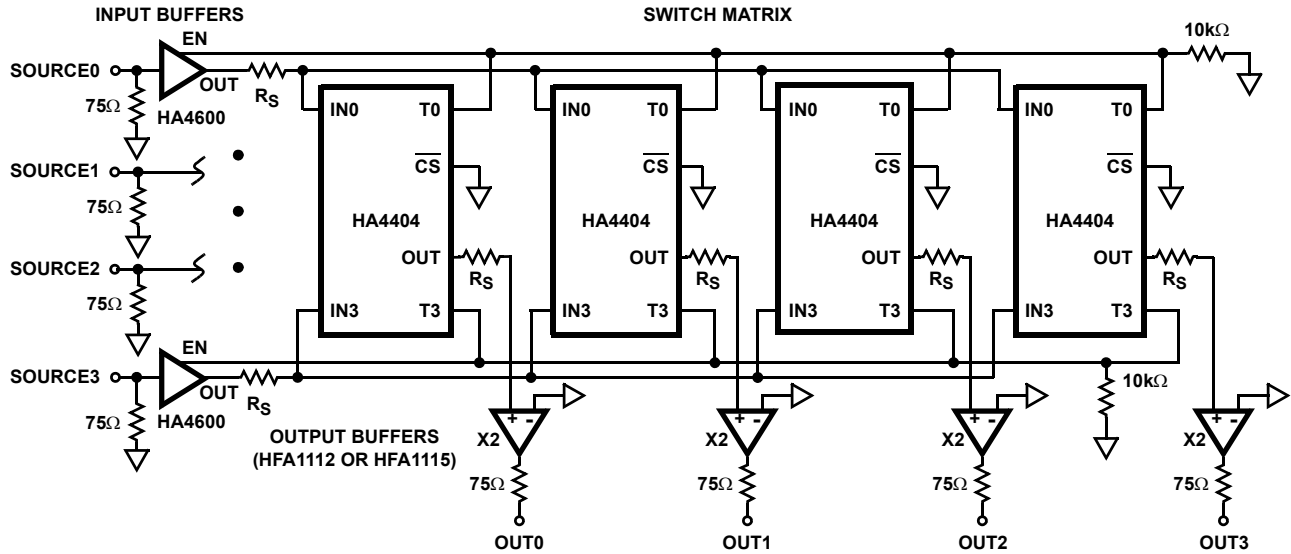 INPUT BUFFERS
SWITCH MATRIX
EN
10kΩ
SOURCE0
OUT
RS
75Ω
HA4600
IN0
T0
IN0
T0
IN0
T0
IN0
T0
SOURCE1
CS
CS
CS
CS
75Ω
HA4404
HA4404
HA4404
HA4404
SOURCE2
OUT
OUT
OUT
OUT
RS
RS
RS
RS
75Ω
IN3
T3
IN3
T3
IN3
T3
IN3
T3
EN
SOURCE3
OUT
RS
10kΩ
75Ω
HA4600
OUTPUT BUFFERS
(HFA1112 OR HFA1115)
+ -
+ -
+ -
+ -
X2
X2
X2
X2
75Ω
75Ω
75Ω
75Ω
OUT0
OUT1
OUT2
OUT3